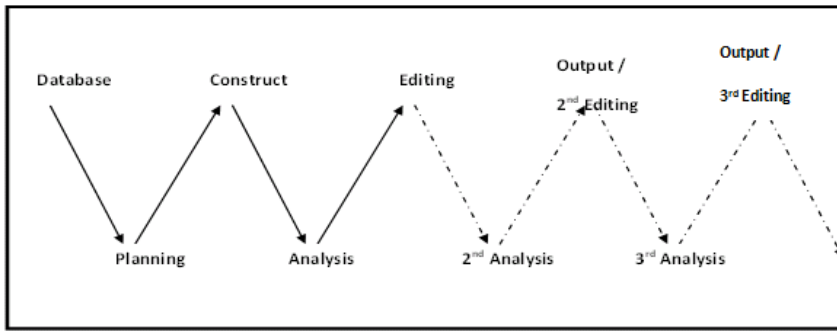 Database
Construct
Editing
Output /
2nd Editing
Output /
3rd Editing
Planning
Analysis
2nd Analysis
3rd Analysis